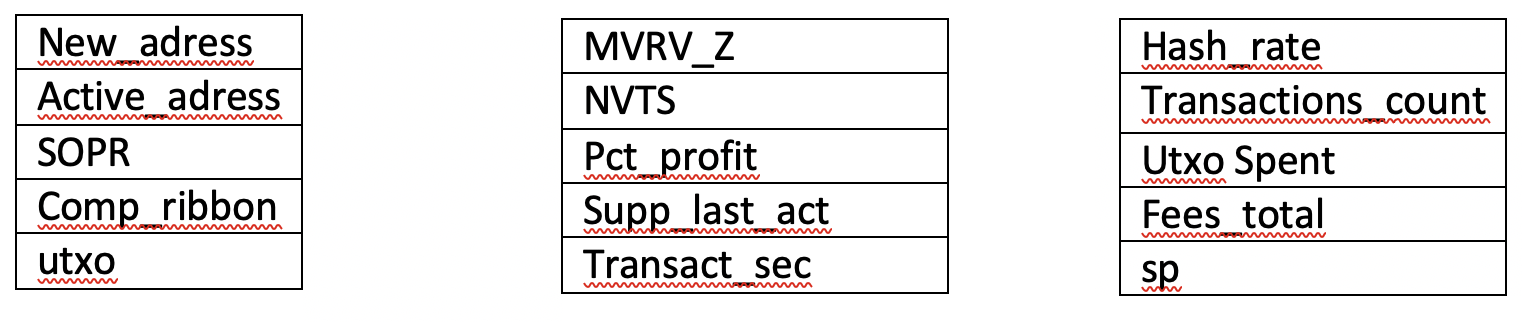 New_adress
Active_adress
SOPR
Comp_ribbon
utxo
MVRV_Z
NVTS
Pct_profit
Supp_last_act
Transact_sec
Hash_rate
Transactions_count
Utxo Spent
Fees_total
sp